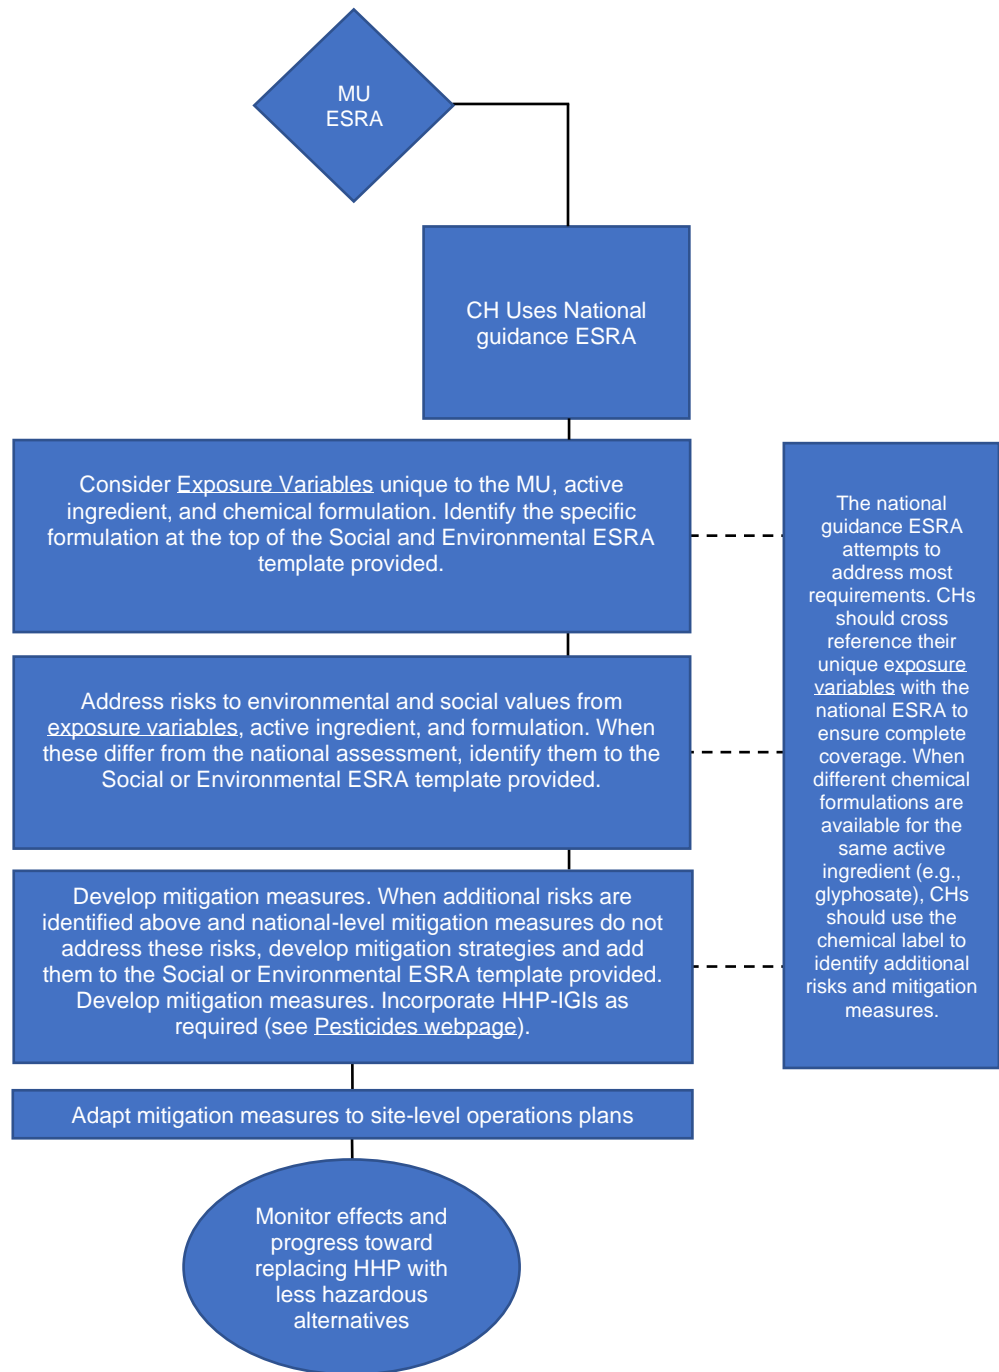 MU
ESRA
CH Uses National
guidance ESRA
Consider Exposure Variables unique to the MU, active
ingredient, and chemical formulation. Identify the specific
formulation at the top of the Social and Environmental ESRA
template provided.
Address risks to environmental and social values from
exposure variables, active ingredient, and formulation. When
these differ from the national assessment, identify them to the
Social or Environmental ESRA template provided.
Develop mitigation measures. When additional risks are
identified above and national-level mitigation measures do not
address these risks, develop mitigation strategies and add
them to the Social or Environmental ESRA template provided.
Develop mitigation measures. Incorporate HHP-IGIs as
required (see Pesticides webpage).
The national
guidance ESRA
attempts to
address most
requirements. CHs
should cross
reference their
unique exposure
variables with the
national ESRA to
ensure complete
coverage. When
different chemical
formulations are
available for the
same active
ingredient (e.g.,
glyphosate), CHs
should use the
chemical label to
identify additional
risks and mitigation
measures.
Adapt mitigation measures to site-level operations plans
Monitor effects and
progress toward
replacing HHP with
less hazardous
alternatives